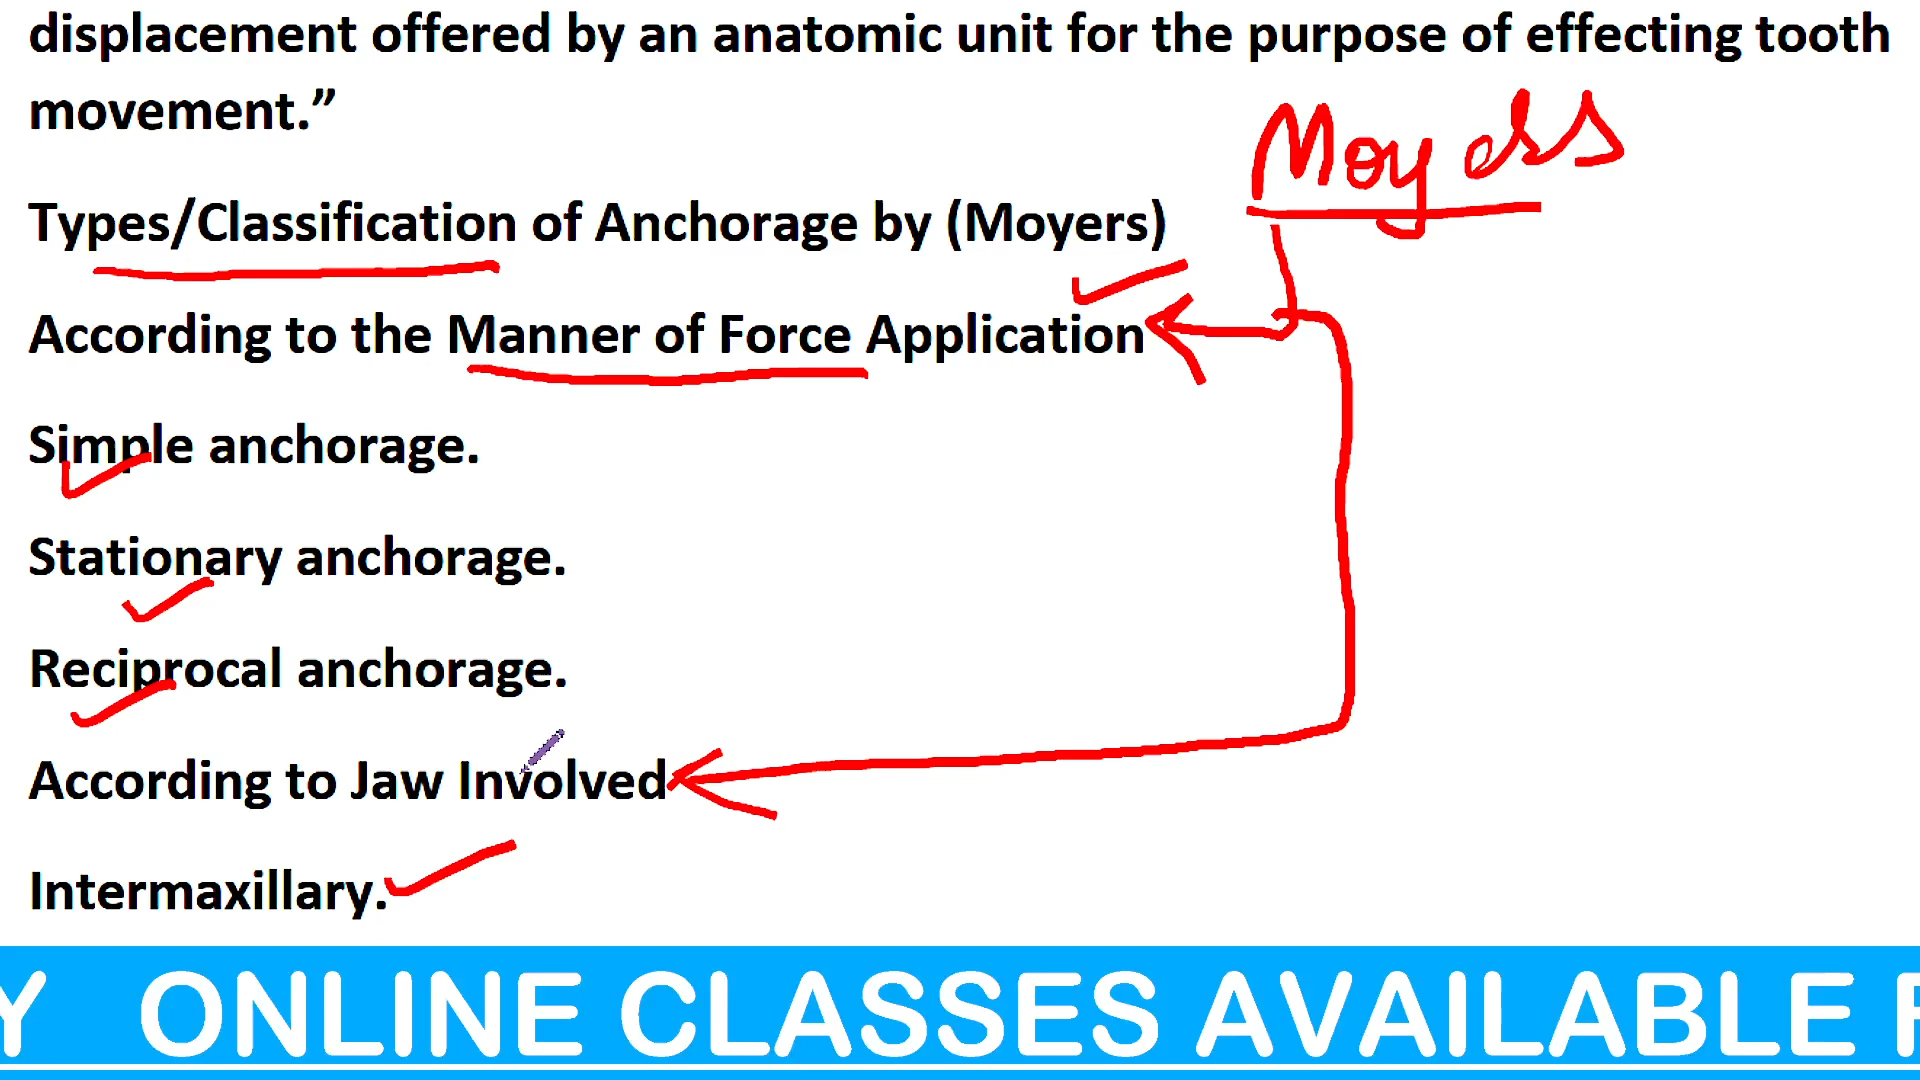 displacement offered by an anatomic unit for the purpose of effecting tooth
movement.”
Moyers
Types/Classification of Anchorage by (Moyers)
According to the Manner of Force Application
Simple anchorage.
Stationary anchorage.
Reciprocal anchorage.
According to Jaw Involved
Intermaxillary.
Y ONLINE CLASSES AVAILABLE F